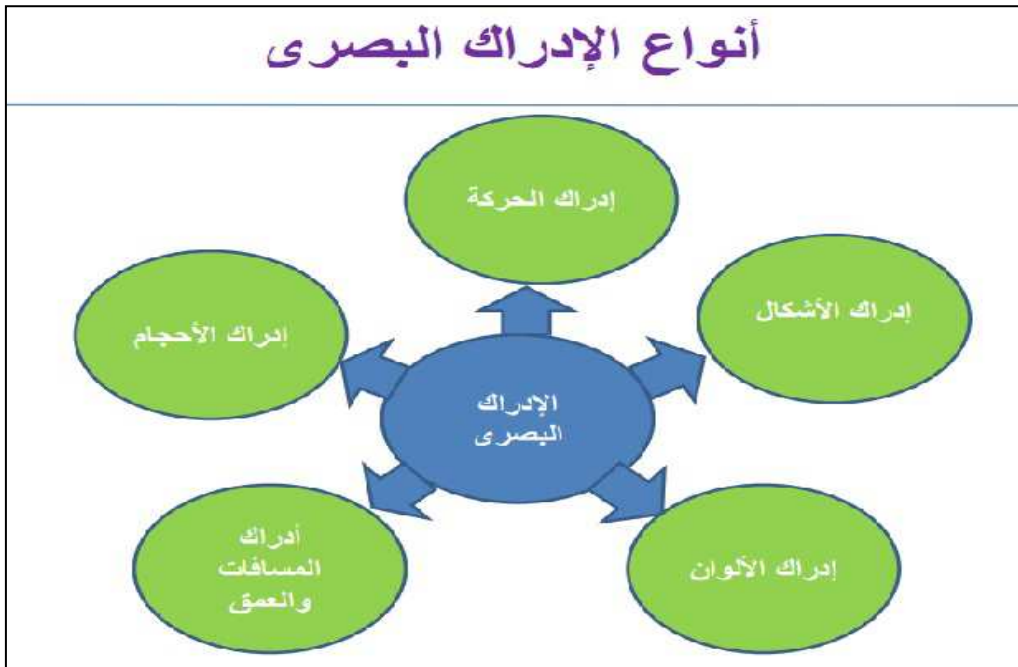 أنواع الإدراك البصرى
إدراك الحركة
إدراك الأشكال
إدراك الأحجام
الإدراك
البصرى
أدراك
المسافات
والعمق
إدراك الألوان